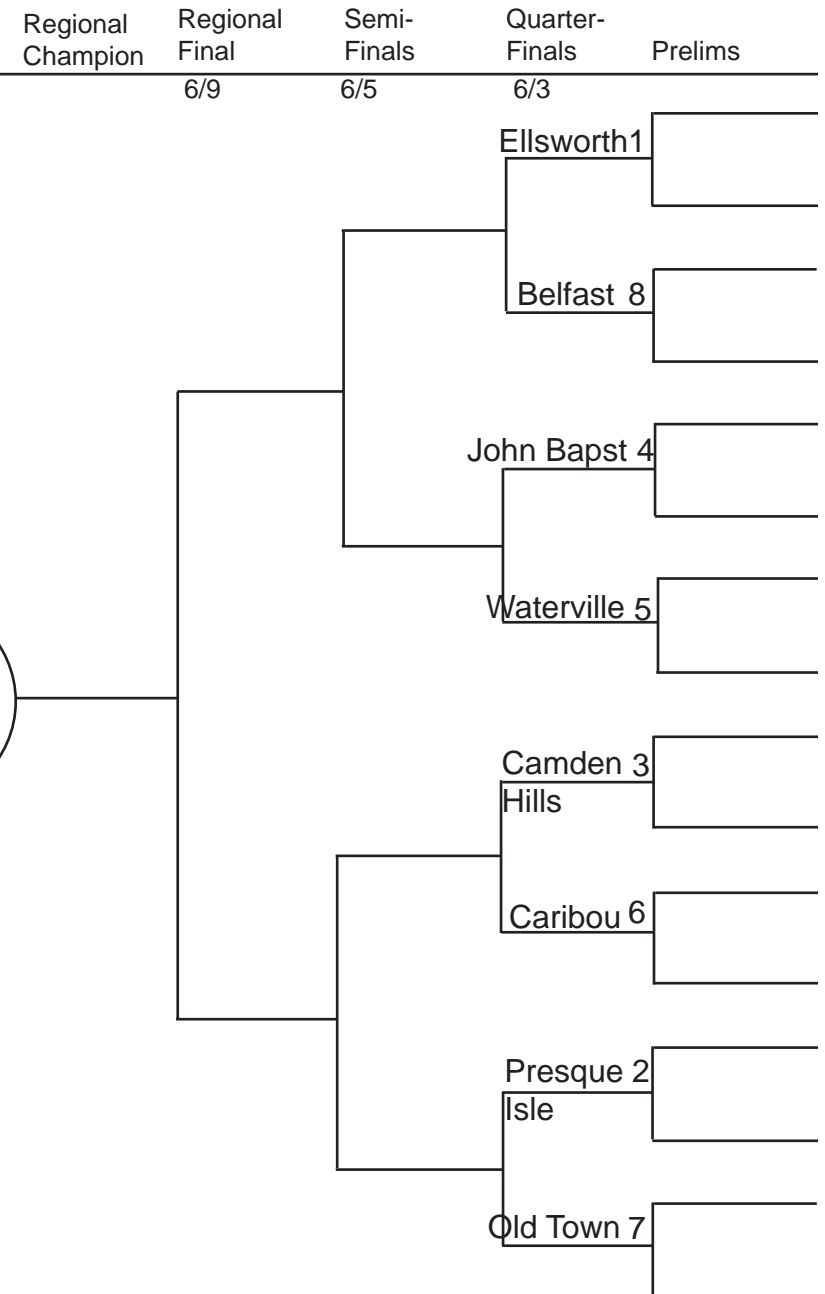 Regional Champion
Regional Final
Semi-Finals
Quarter-Finals
Prelims
6/9
6/5
6/3
Ellsworth1
Belfast 8
John Bapst 4
Waterville 5
Camden 3
Hills
Caribou 6
Presque 2
Isle
Old Town 7